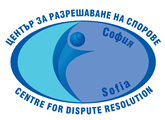 ЦЕНТЪР ЗА РАЗРЕШАВАНЕ НА СПОРОВЕ
София
Sofia
CENTRE FOR DISPUTE RESOLUTION